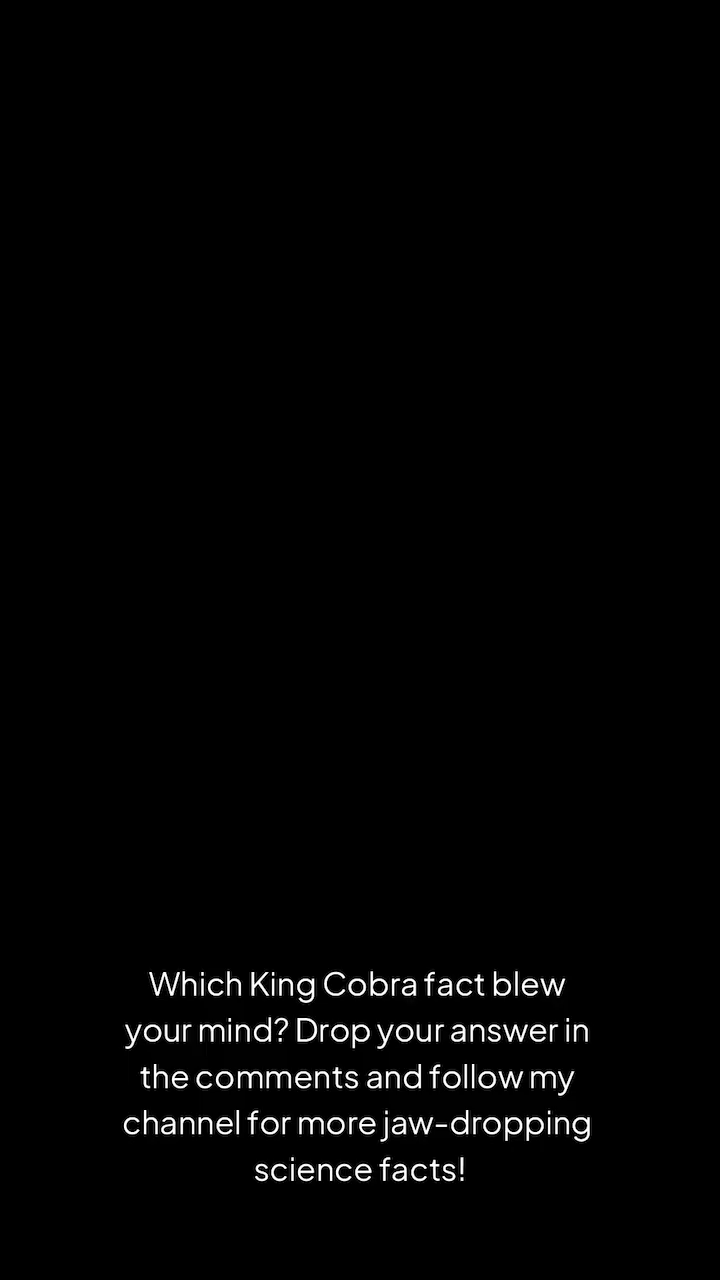 Which King Cobra fact blew
your mind? Drop your answer in
the comments and follow my
channel for more jaw-dropping
science facts!